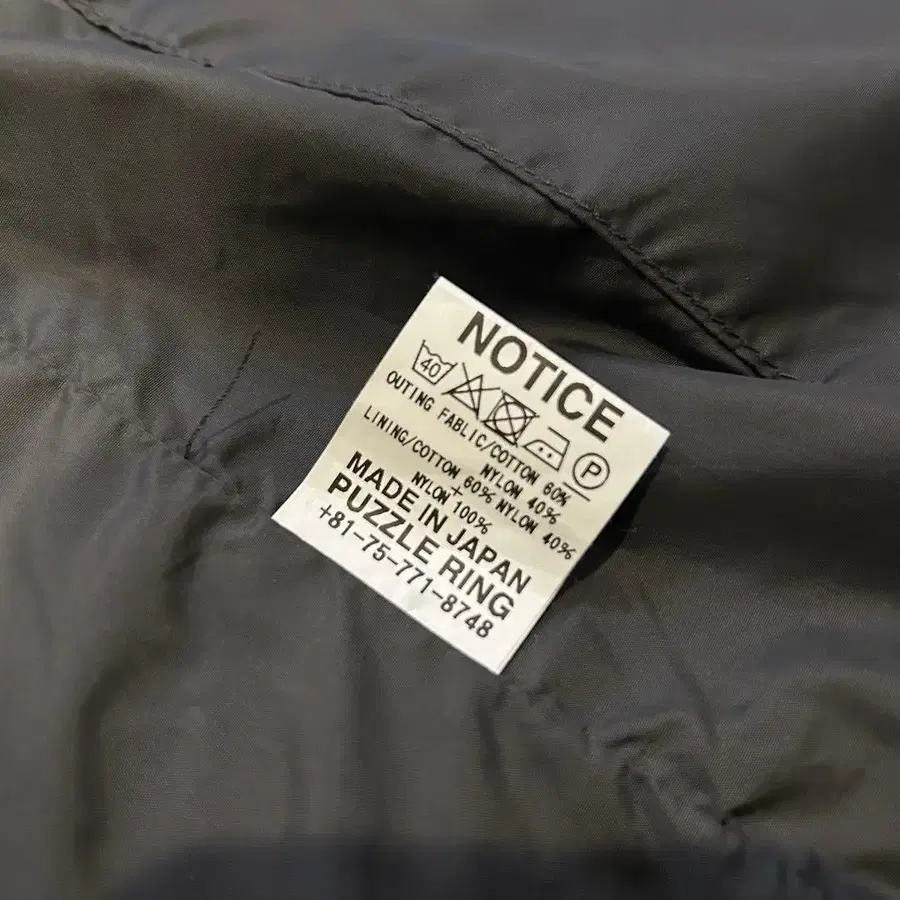 NOTICE
40 P
OUTING FABLIC/COTTON 60%
NYLON 40%
LINING/COTTON 60% NYLON 40%
+
NYLON 100%
MADE IN JAPAN
PUZZLE RING
+81-75-771-8748